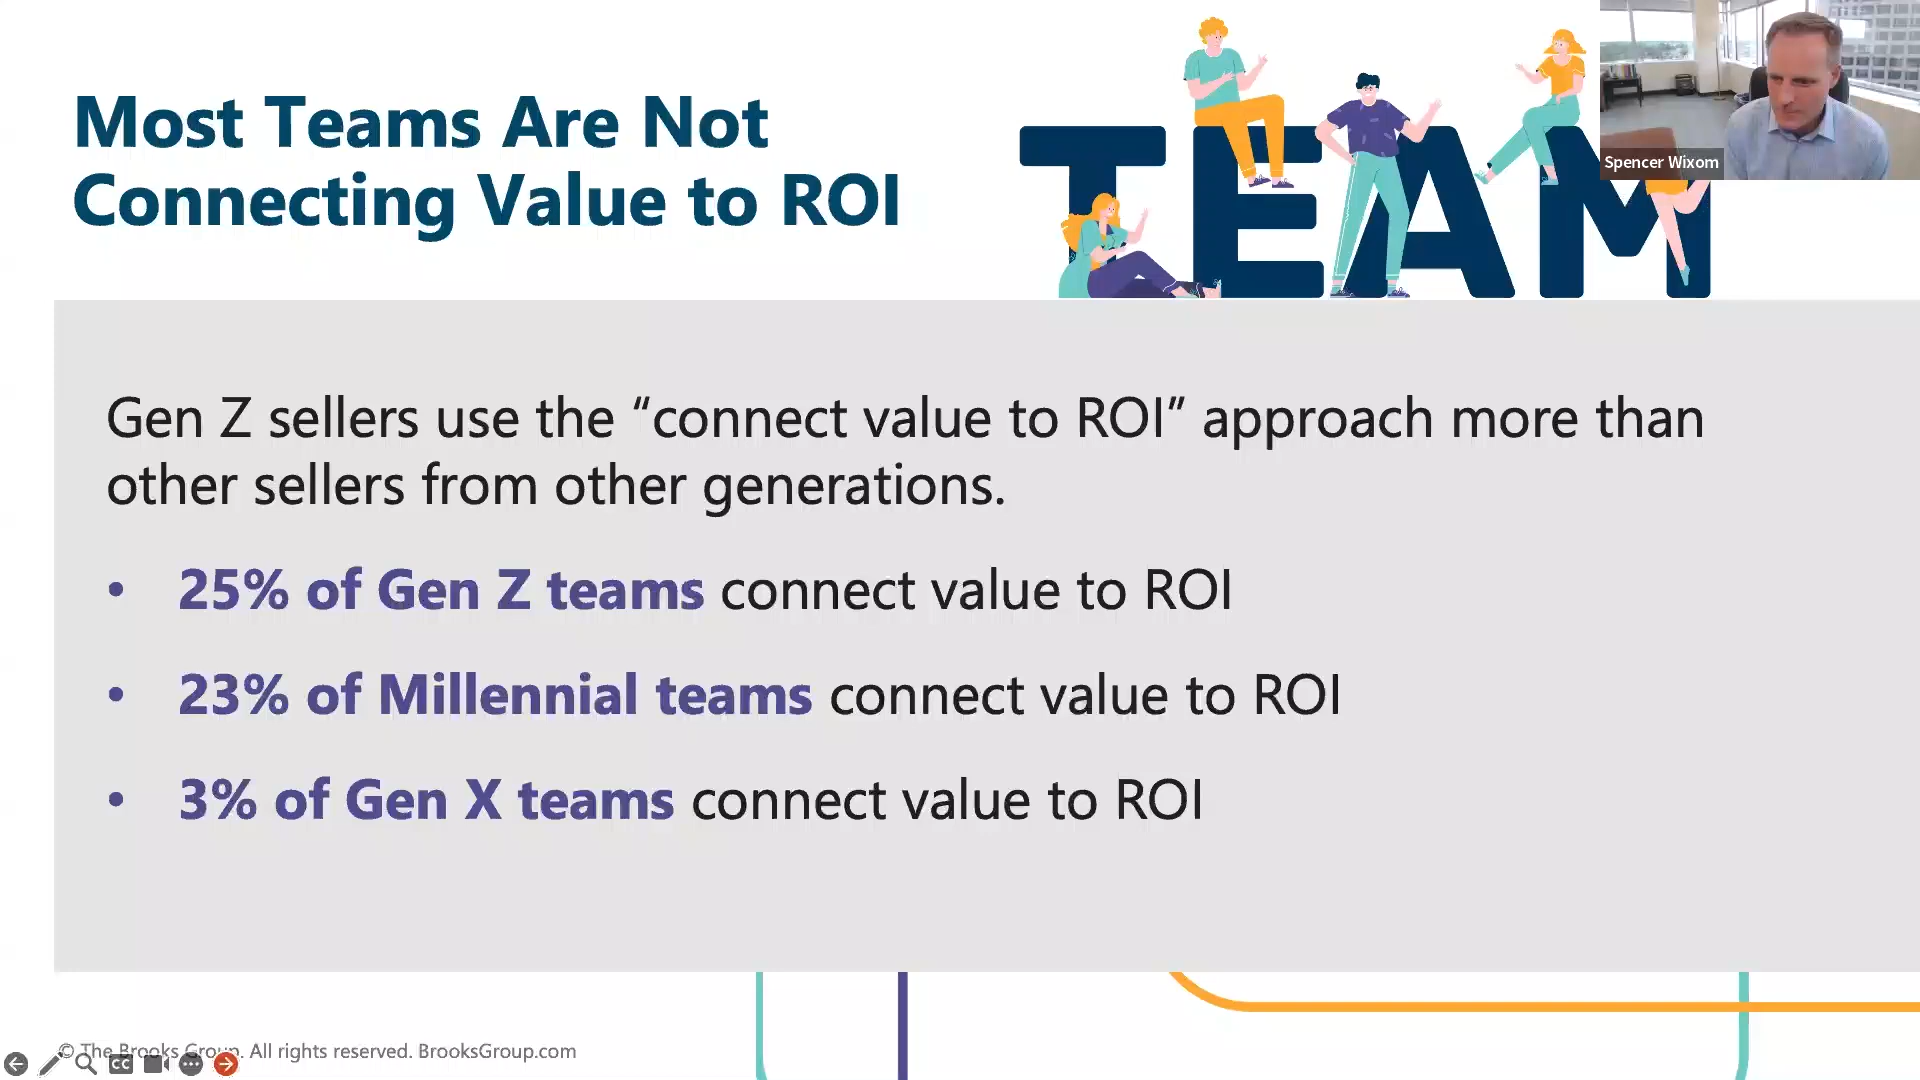 Most Teams Are Not
Connecting Value to ROI
TEAM
Spencer Wixom
Gen Z sellers use the “connect value to ROI” approach more than
other sellers from other generations.
• 25% of Gen Z teams connect value to ROI
• 23% of Millennial teams connect value to ROI
• 3% of Gen X teams connect value to ROI
© The Brooks Group. All rights reserved. BrooksGroup.com
CC